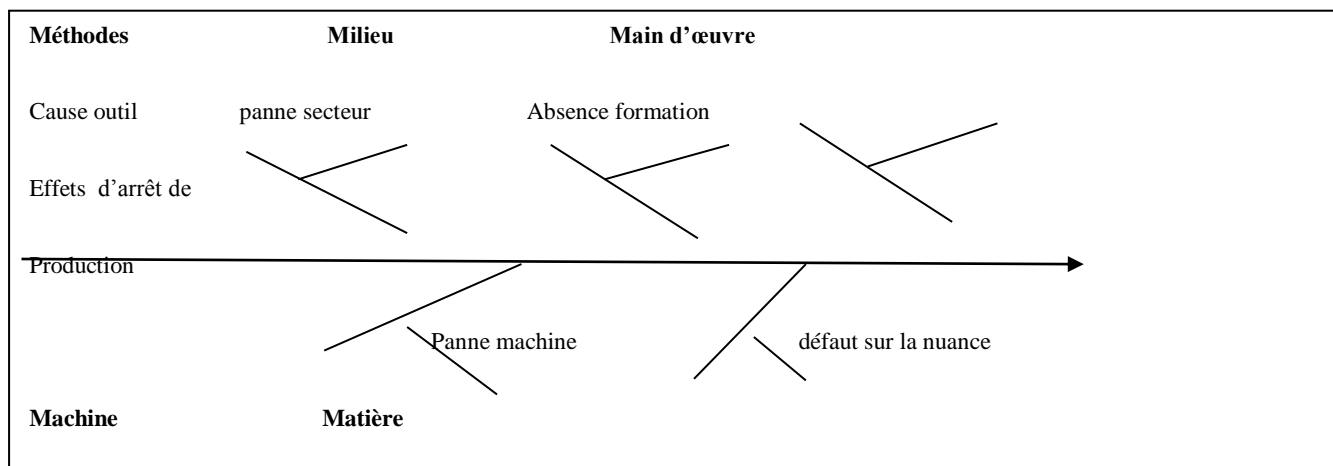 Méthodes Milieu Main d’œuvre
Cause outil panne secteur Absence formation
Effets d’arrêt de
Production
Panne machine défaut sur la nuance
Machine Matière